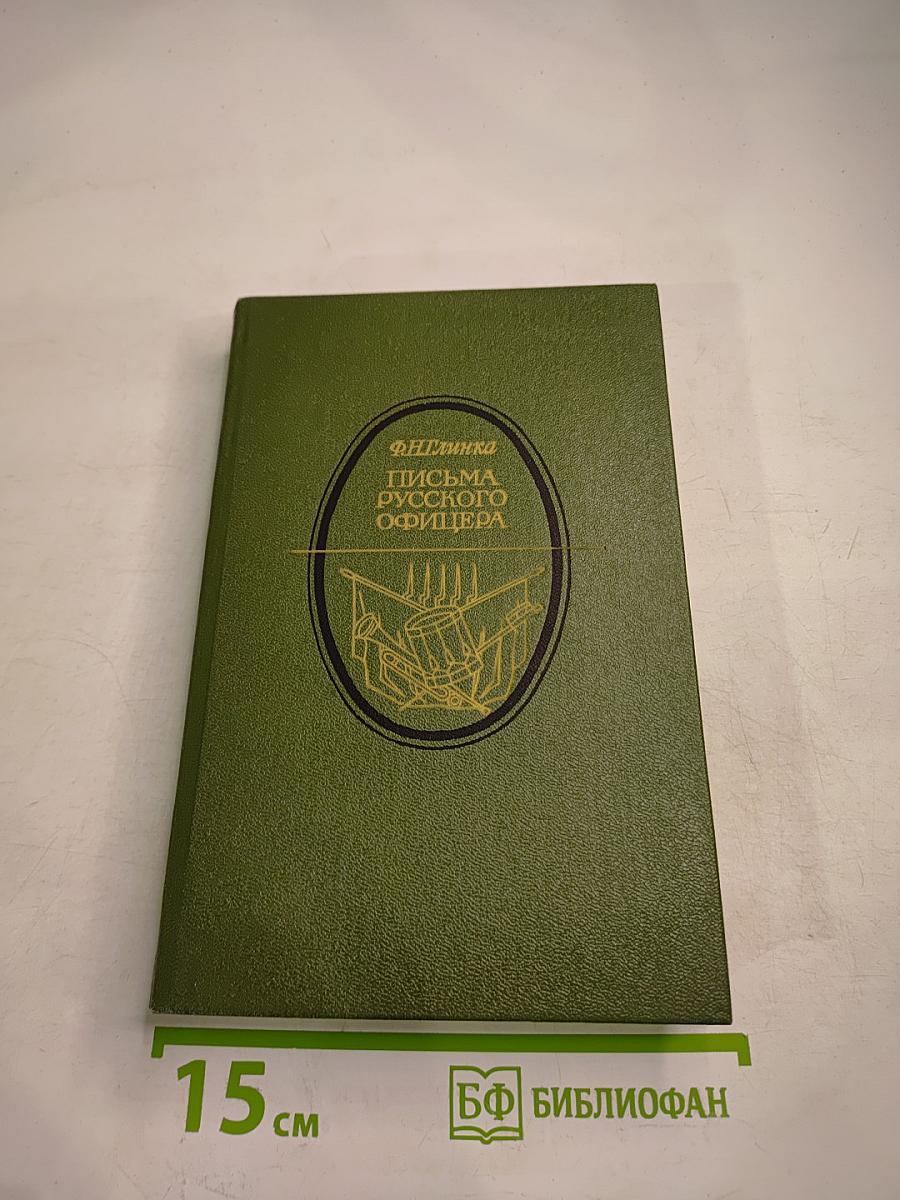 Ф.Н.Глинка
ПИСЬМА
РУССКОГО
ОФИЦЕРА
15 см
БФ БИБЛИОФАН